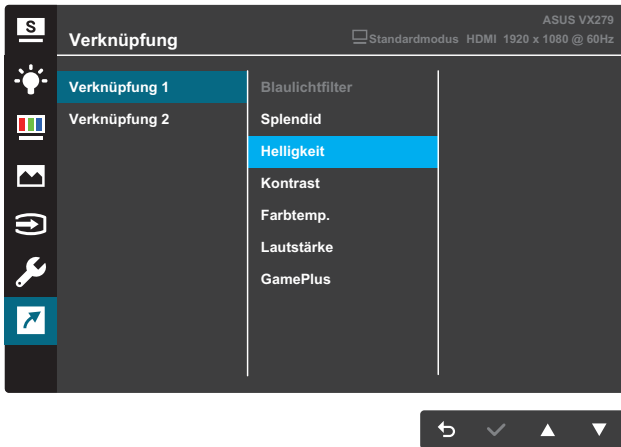 S
Verknüpfung
ASUS VX279
Standardmodus HDMI 1920 x 1080 @ 60Hz
Verknüpfung 1
Verknüpfung 2
Blaulichtfilter
Splendid
Helligkeit
Kontrast
Farbtemp.
Lautstärke
GamePlus